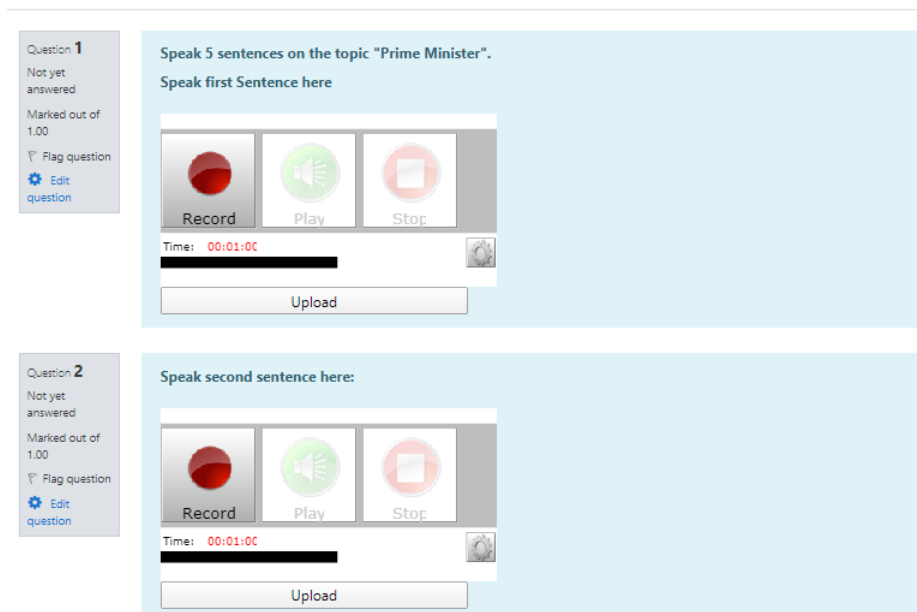 Question 1
Not yet
answered
Marked out of
1.00
Flag question
Edit
question
Speak 5 sentences on the topic "Prime Minister".
Speak first Sentence here
Record
Play
Stop
Time: 00:01:00
Upload
Question 2
Not yet
answered
Marked out of
1.00
Flag question
Edit
question
Speak second sentence here:
Record
Play
Stop
Time: 00:01:00
Upload